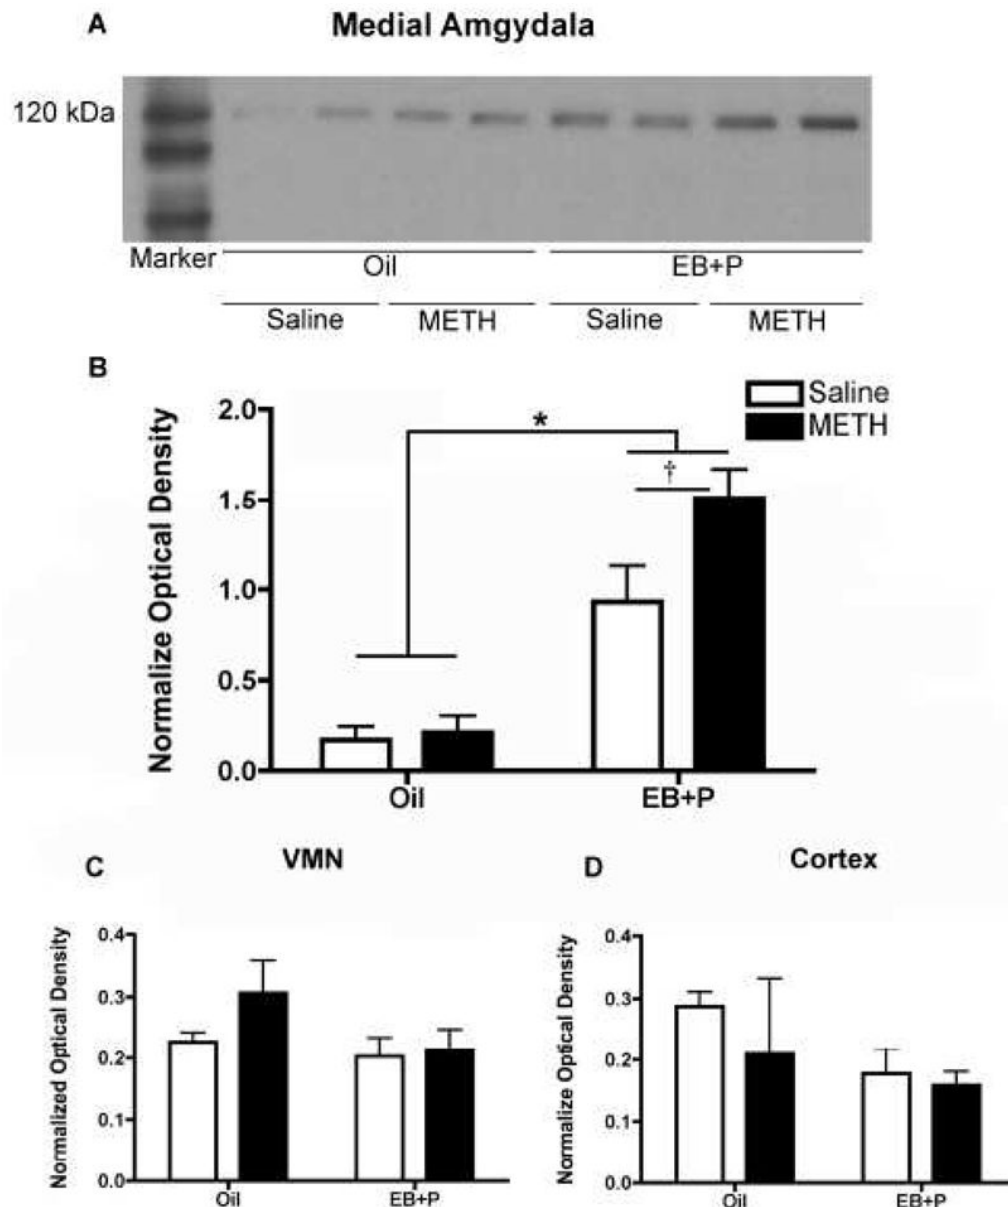 A
Medial Amgydala
120 kDa
Marker
Oil
EB+P
Saline
METH
Saline
METH
B
Saline
METH
Normalize Optical Density
2.0
1.5
1.0
0.5
0.0
*
†
Oil
EB+P
C
VMN
Normalized Optical Density
0.4
0.3
0.2
0.1
0.0
Oil
EB+P
D
Cortex
Normalize Optical Density
0.4
0.3
0.2
0.1
0.0
Oil
EB+P